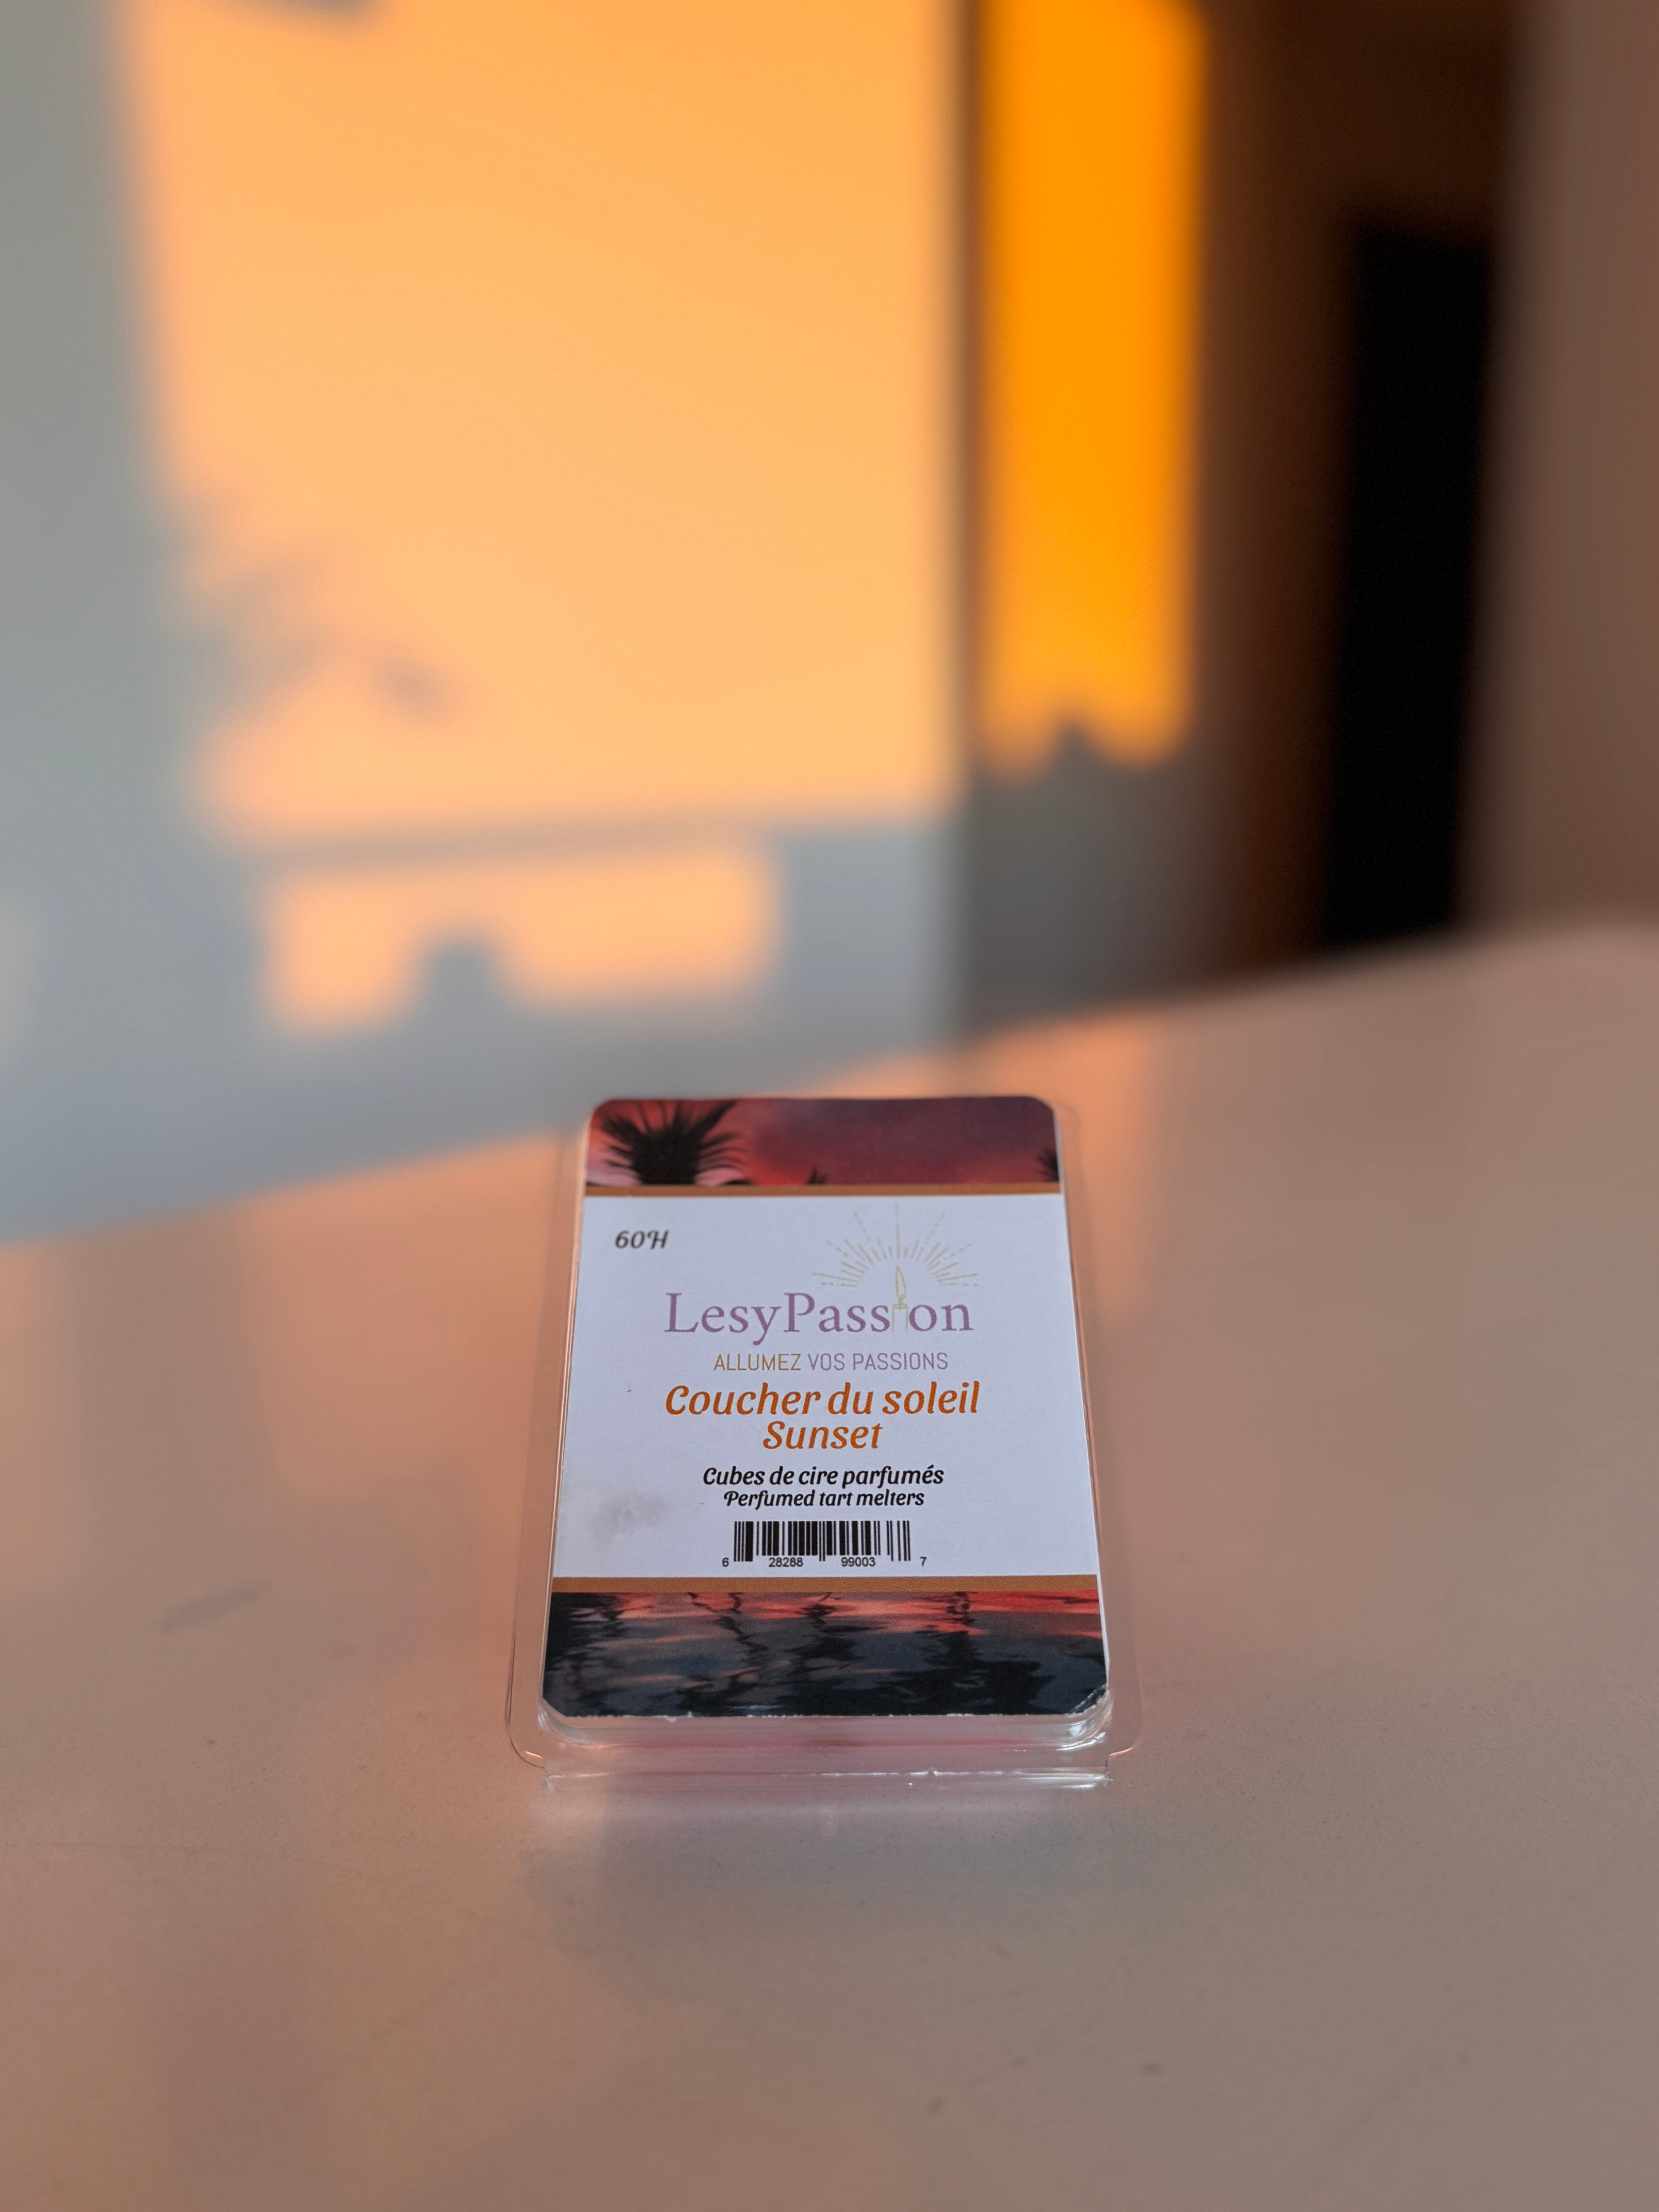 60H
LesyPassion
ALLUMEZ VOS PASSIONS
Coucher du soleil
Sunset
Cubes de cire parfumés
Perfumed tart melters
6 28288 99003 7